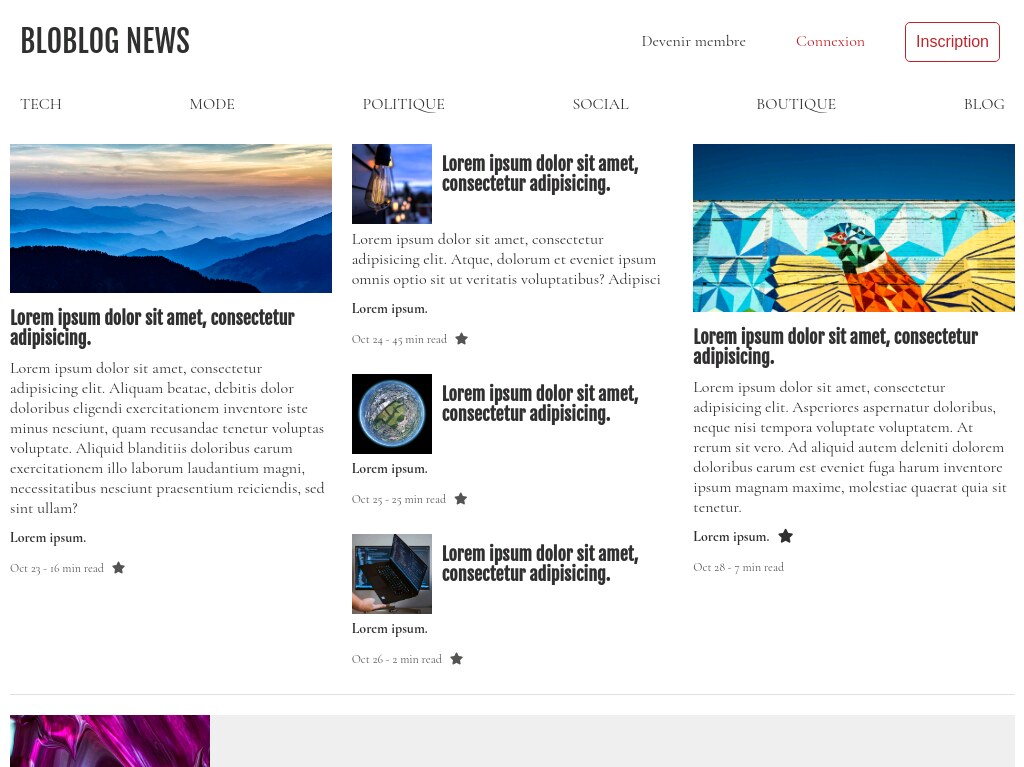 BLOBLOG NEWS
Devenir membre
Connexion
Inscription
TECH
MODE
POLITIQUE
SOCIAL
BOUTIQUE
BLOG
Lorem ipsum dolor sit amet, consectetur
adipisicing.
Lorem ipsum dolor sit amet, consectetur
adipisicing elit. Aliquam beatae, debitis dolor
doloribus eligendi exercitationem inventore iste
minus nesciunt, quam recusandae tenetur voluptas
voluptate. Aliquid blanditiis doloribus earum
exercitationem illo laborum laudantium magni,
necessitatibus nesciunt praesentium reiciendis, sed
sint ullam?
Lorem ipsum.
Oct 23 - 16 min read
Lorem ipsum dolor sit amet,
consectetur adipisicing.
Lorem ipsum dolor sit amet, consectetur
adipisicing elit. Atque, dolorum et eveniet ipsum
omnis optio sit ut veritatis voluptatibus? Adipisci
Lorem ipsum.
Oct 24 - 45 min read
Lorem ipsum dolor sit amet,
consectetur adipisicing.
Lorem ipsum.
Oct 25 - 25 min read
Lorem ipsum dolor sit amet,
consectetur adipisicing.
Lorem ipsum.
Oct 26 - 2 min read
Lorem ipsum dolor sit amet, consectetur
adipisicing.
Lorem ipsum dolor sit amet, consectetur
adipisicing elit. Asperiores aspernatur doloribus,
neque nisi tempora voluptate voluptatem. At
rerum sit vero. Ad aliquid autem deleniti dolorem
doloribus earum est eveniet fuga harum inventore
ipsum magnam maxime, molestiae quaerat quia sit
tenetur.
Lorem ipsum.
Oct 28 - 7 min read